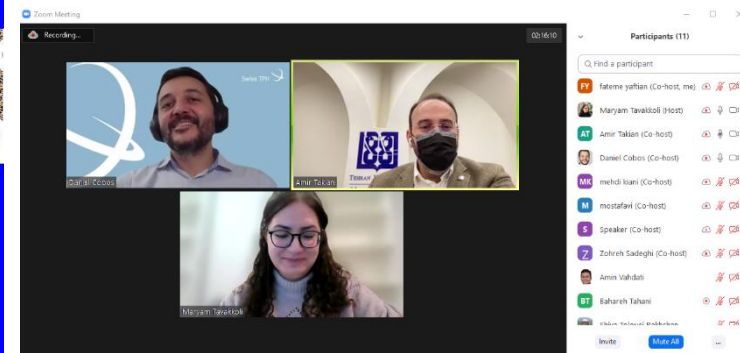 Zoom Meeting
Recording...
02:16:10
Swiss TPH
Daniel Cobos
Amir Takian
Maryam Tavakkoli
Participants (11)
Find a participant
FY fateme yaftian (Co-host, me)
Maryam Tavakkoli (Host)
AT Amir Takian (Co-host)
Daniel Cobos (Co-host)
MK mehdi kiani (Co-host)
M mostafavi (Co-host)
S Speaker (Co-host)
Z Zohreh Sadeghi (Co-host)
Amin Vahdati
BT Bahareh Tahani
Invite
Mute All
...